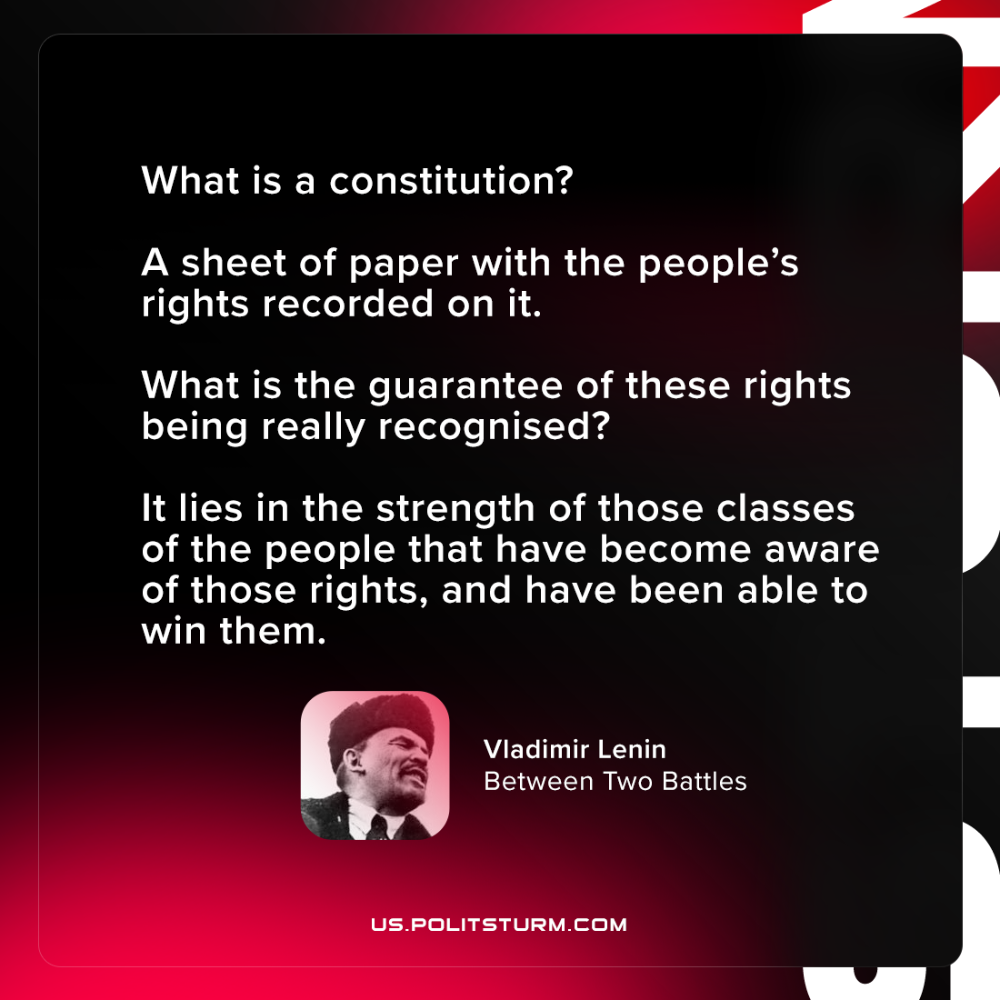 What is a constitution?
A sheet of paper with the people’s
rights recorded on it.
What is the guarantee of these rights
being really recognised?
It lies in the strength of those classes
of the people that have become aware
of those rights, and have been able to
win them.
Vladimir Lenin
Between Two Battles
US.POLITSTURM.COM